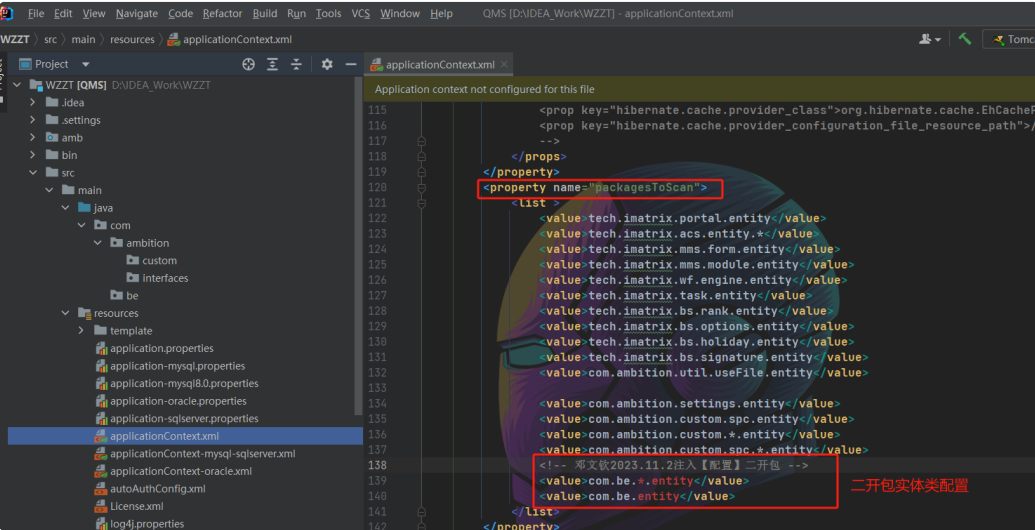 File Edit View Navigate Code Refactor Build Run Tools VCS Window Help QMS [D:\IDEA_Work\WZZT] - applicationContext.xml
WZZT src main resources applicationContext.xml
Tomc
Project
applicationContext.xml
Project
WZZT [QMS] D:\IDEA_Work\WZZT
.idea
.settings
amb
bin
src
main
java
com
ambition
custom
interfaces
be
resources
template
application.properties
application-mysql.properties
application-mysql8.0.properties
application-oracle.properties
application-sqlserver.properties
applicationContext.xml
applicationContext-mysql-sqlserver.xml
applicationContext-oracle.xml
autoAuthConfig.xml
License.xml
log4j.properties
Application context not configured for this file
115 <prop key="hibernate.cache.provider_class">org.hibernate.cache.EhCacheP
116 <prop key="hibernate.cache.provider_configuration_file_resource_path">/
117 -->
118 </props>
119 </property>
120 <property name="packagesToScan">
121 <list >
122 <value>tech.imatrix.portal.entity</value>
123 <value>tech.imatrix.acs.entity.*</value>
124 <value>tech.imatrix.mms.form.entity</value>
125 <value>tech.imatrix.mms.module.entity</value>
126 <value>tech.imatrix.wf.engine.entity</value>
127 <value>tech.imatrix.task.entity</value>
128 <value>tech.imatrix.bs.rank.entity</value>
129 <value>tech.imatrix.bs.options.entity</value>
130 <value>tech.imatrix.bs.holiday.entity</value>
131 <value>tech.imatrix.bs.signature.entity</value>
132 <value>com.ambition.util.useFile.entity</value>
133
134 <value>com.ambition.settings.entity</value>
135 <value>com.ambition.custom.spc.entity</value>
136 <value>com.ambition.custom.*.entity</value>
137 <value>com.ambition.custom.spc.*.entity</value>
138 <!-- 邓文钦2023.11.2注入【配置】二开包 -->
139 <value>com.be.*.entity</value>
140 <value>com.be.entity</value>
141 </list>
142 </property>
二开包实体类配置